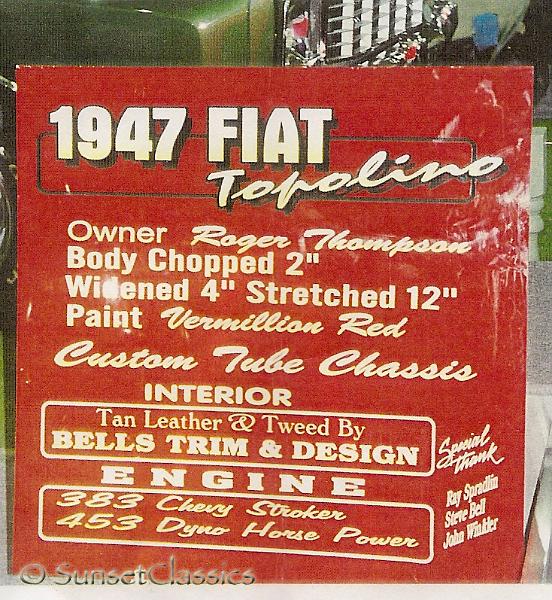 1947 FIAT
Topolino
Owner Roger Thompson
Body Chopped 2"
Widened 4" Stretched 12"
Paint Vermillion Red
Custom Tube Chassis
INTERIOR
Tan Leather & Tweed By
BELLS TRIM & DESIGN
ENGINE
383 Chevy Stroker
453 Dyno Horse Power
Special
Thank
Ray Spradlin
Steve Bell
John Winkler
© SunsetClassics